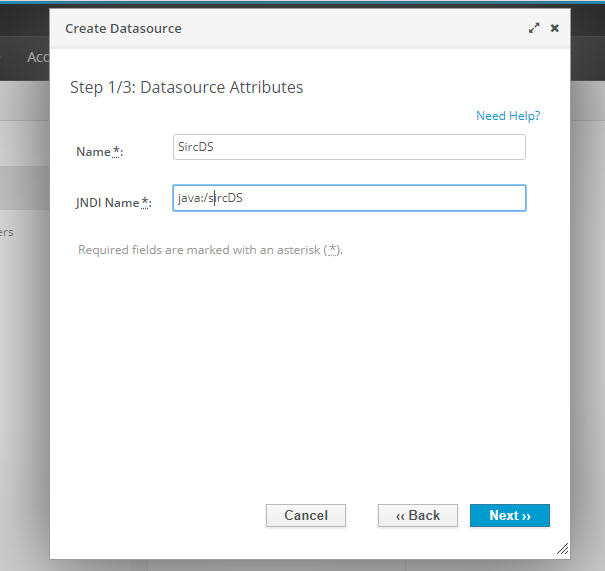 Create Datasource
Acc
Step 1/3: Datasource Attributes
Need Help?
Name *:
SircDS
JNDI Name *:
java:/sircDS
ers
Required fields are marked with an asterisk (*).
Cancel
‹‹ Back
Next ››